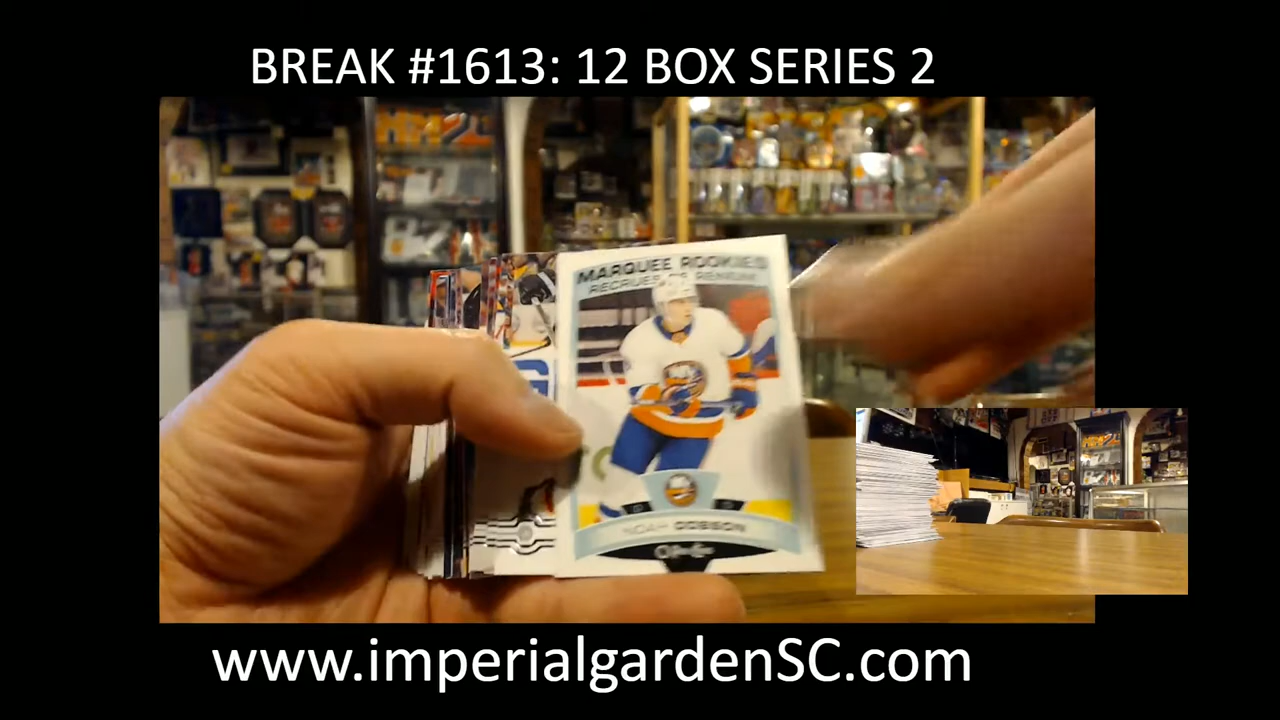 BREAK #1613: 12 BOX SERIES 2
MARQUEE ROOKIES
NOAH DOBSON
www.imperialgardenSC.com